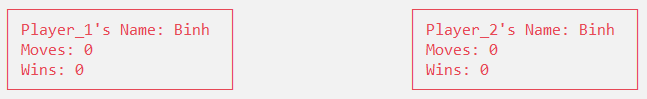 Player_1's Name: Binh
Moves: 0
Wins: 0
Player_2's Name: Binh
Moves: 0
Wins: 0